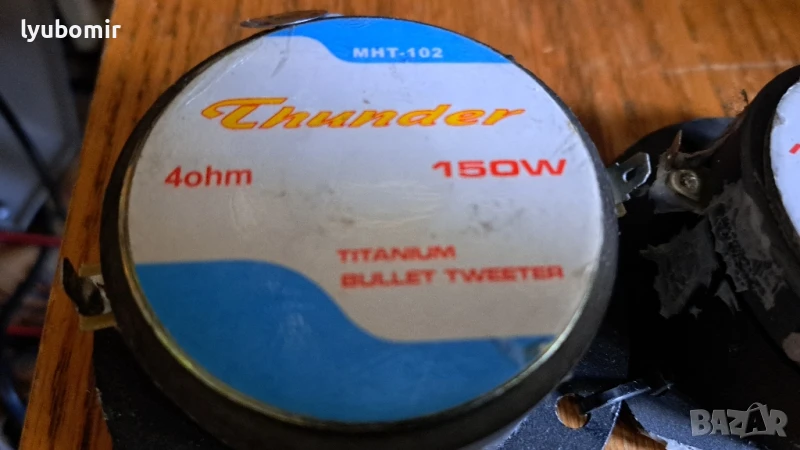 lyubomir
MHT-102
Thunder
4ohm 150W
TITANIUM
BULLET TWEETER
BAZAR